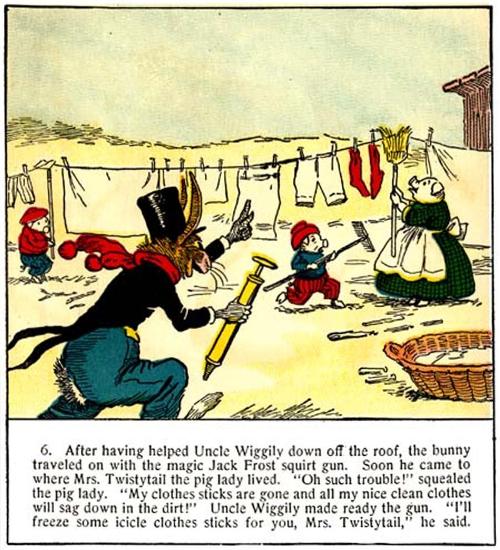 6. After having helped Uncle Wiggily down off the roof, the bunny
traveled on with the magic Jack Frost squirt gun. Soon he came to
where Mrs. Twistytail the pig lady lived. "Oh such trouble!" squealed
the pig lady. "My clothes sticks are gone and all my nice clean clothes
will sag down in the dirt!" Uncle Wiggily made ready the gun. "I'll
freeze some icicle clothes sticks for you, Mrs. Twistytail," he said.